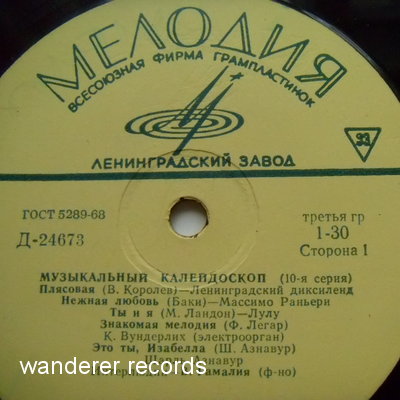 МЕЛОДИЯ
ВСЕСОЮЗНАЯ ФИРМА ГРАМПЛАСТИНОК
33
ЛЕНИНГРАДСКИЙ ЗАВОД
ГОСТ 5289-68
третья гр
Д-24673
1-30
Сторона 1
МУЗЫКАЛЬНЫЙ КАЛЕЙДОСКОП (10-я серия)
Плясовая (В. Королев)—Ленинградский диксиленд
Нежная любовь (Баки)—Массимо Раньери
Ты и я (М. Ландон)—Лулу
Знакомая мелодия (Ф. Легар)
К. Вундерлих (электроорган)
Это ты, Изабелла (Ш. Азнавур)
Шарль Азнавур
(ф-но)
wanderer records